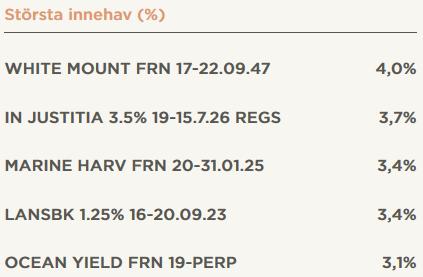 Största innehav (%)
WHITE MOUNT FRN 17-22.09.47 4,0%
IN JUSTITIA 3.5% 19-15.7.26 REGS 3,7%
MARINE HARV FRN 20-31.01.25 3,4%
LANSBK 1.25% 16-20.09.23 3,4%
OCEAN YIELD FRN 19-PERP 3,1%